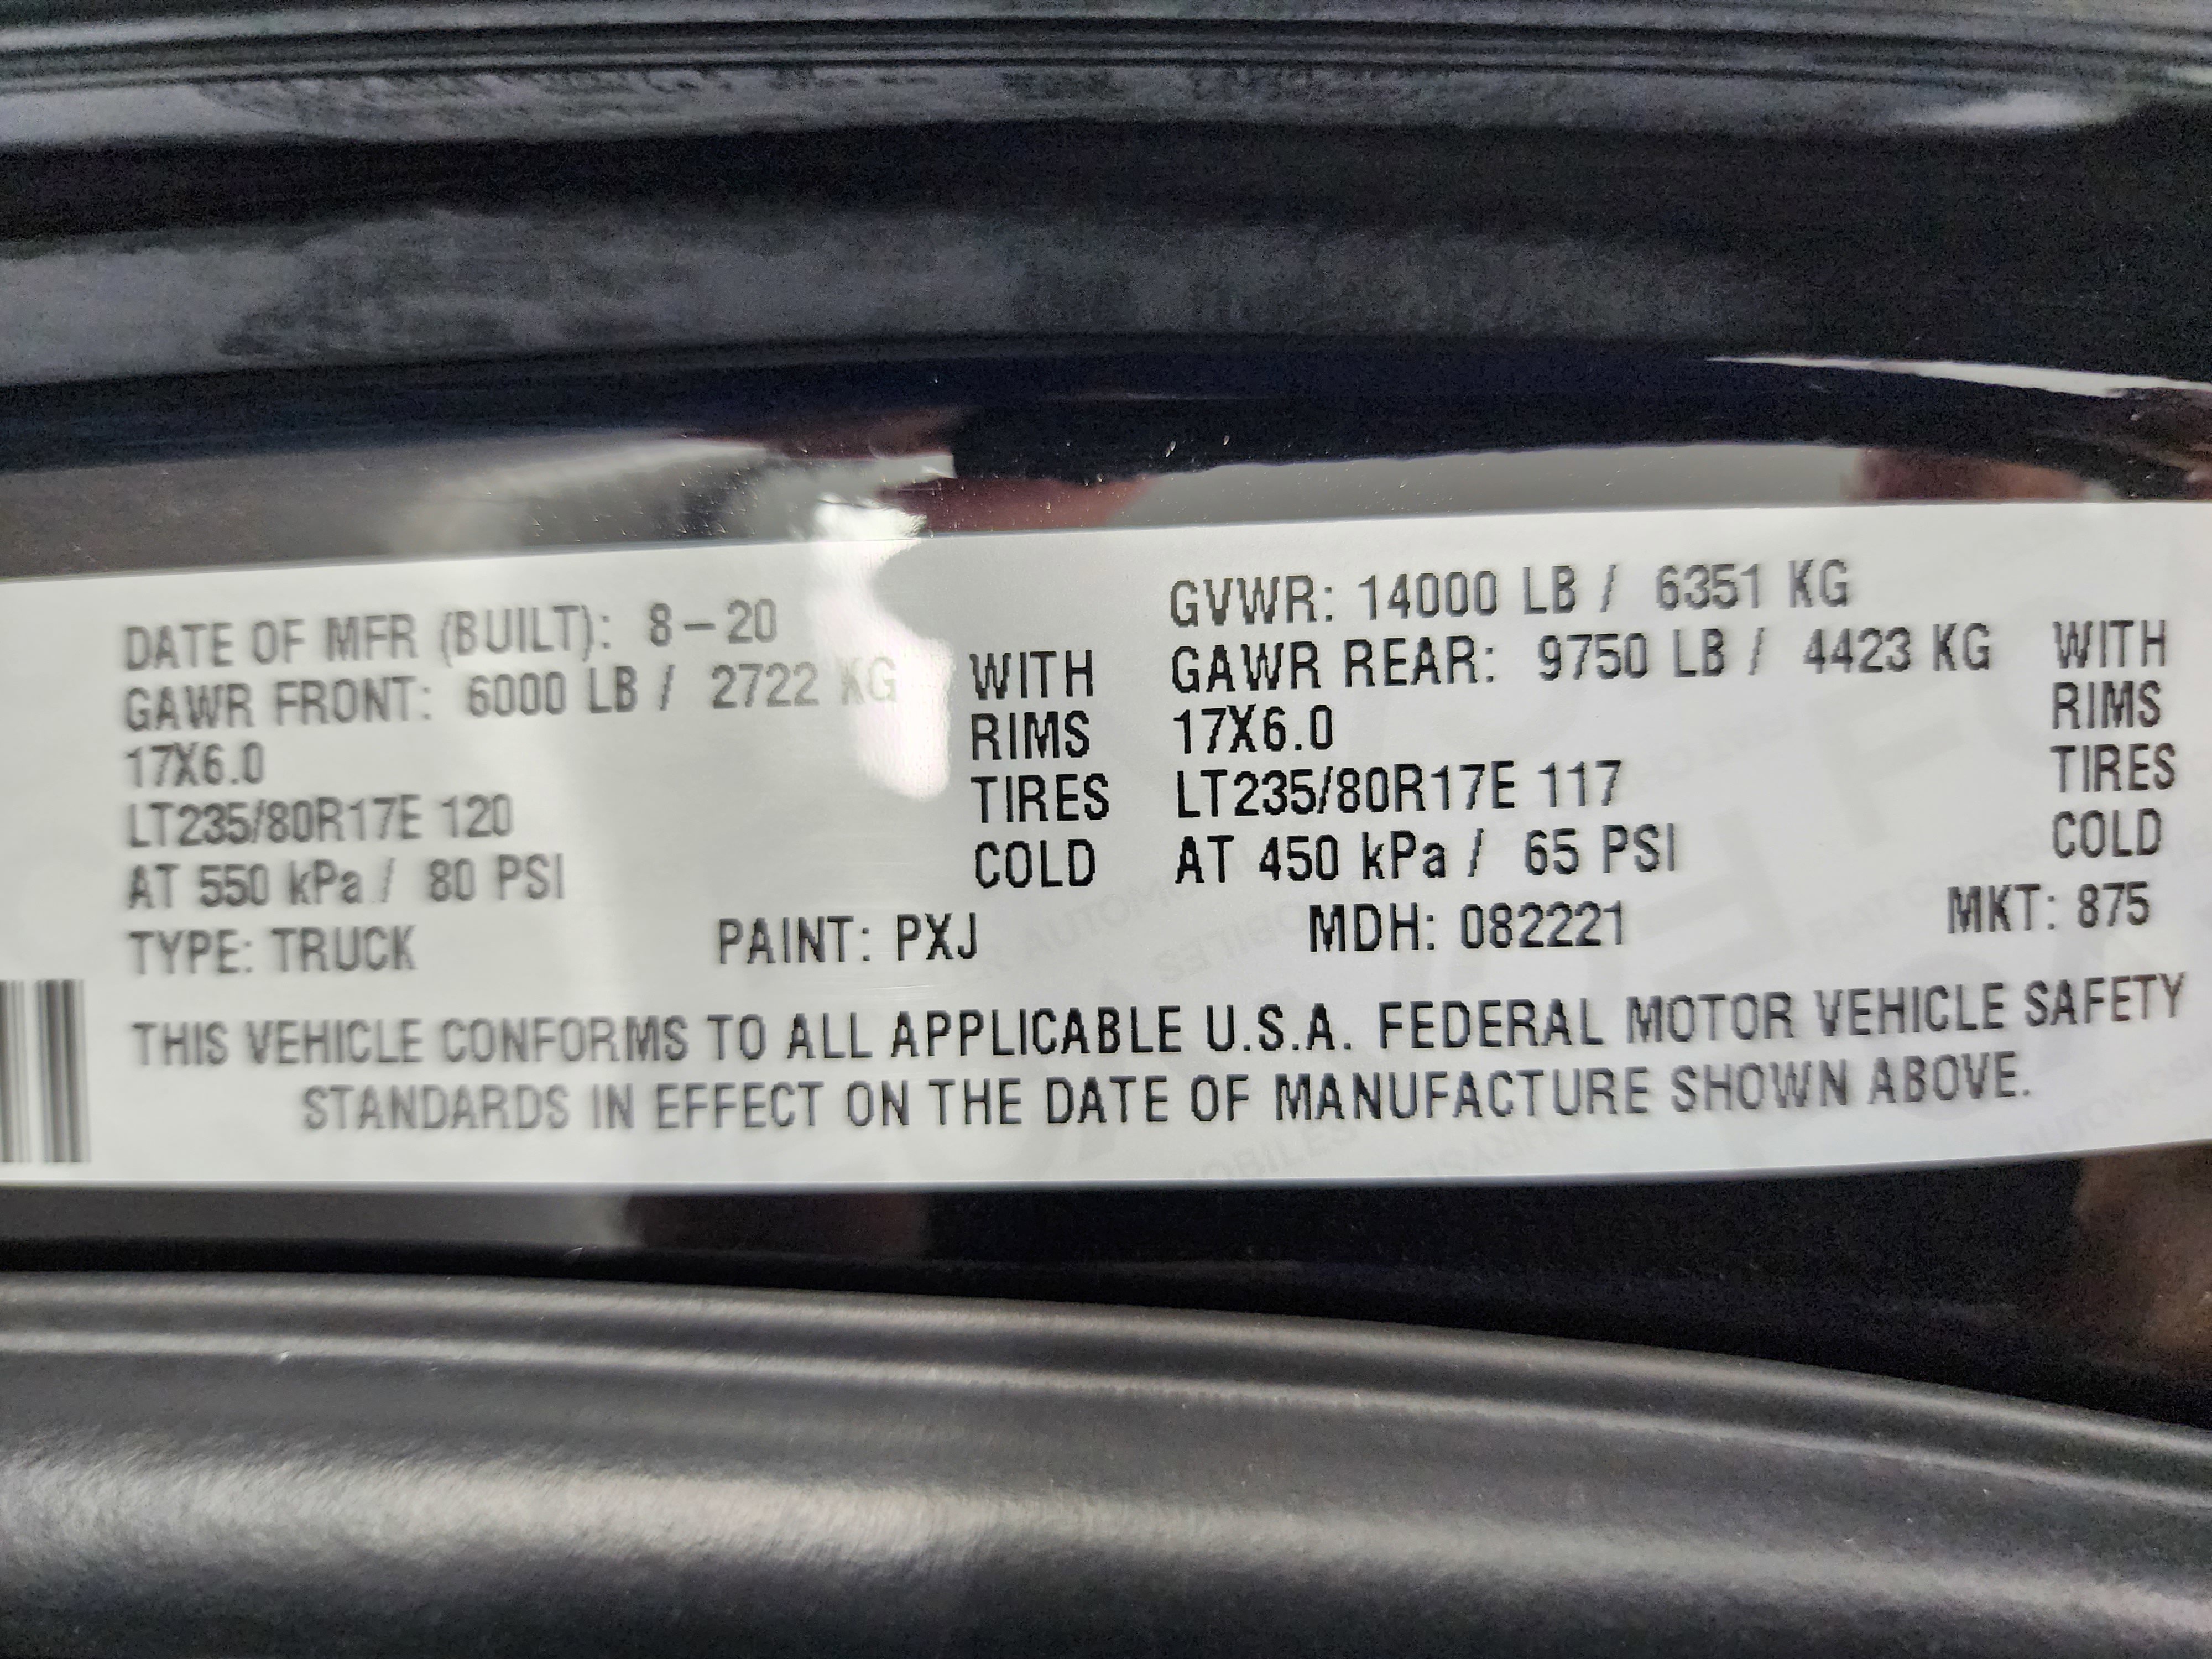 DATE OF MFR (BUILT): 8-20 GVWR: 14000 LB / 6351 KG
GAWR FRONT: 6000 LB / 2722 KG WITH GAWR REAR: 9750 LB / 4423 KG WITH
17X6.0 RIMS 17X6.0 RIMS
LT235/80R17E 120 TIRES LT235/80R17E 117 TIRES
AT 550 kPa / 80 PSI COLD AT 450 kPa / 65 PSI COLD
TYPE: TRUCK PAINT: PXJ MDH: 082221 MKT: 875
THIS VEHICLE CONFORMS TO ALL APPLICABLE U.S.A. FEDERAL MOTOR VEHICLE SAFETY
STANDARDS IN EFFECT ON THE DATE OF MANUFACTURE SHOWN ABOVE.